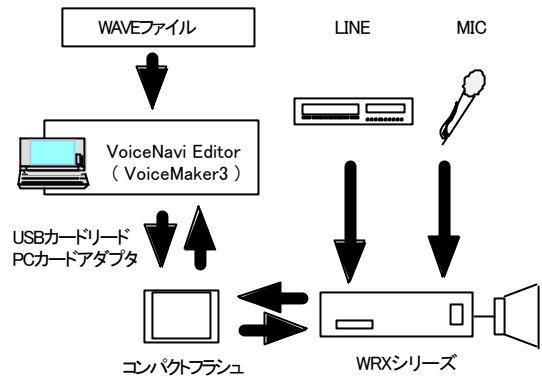 WAVEファイル
LINE
MIC
VoiceNavi Editor
( VoiceMaker3 )
USBカードリード
PCカードアダプタ
コンパクトフラシュ
WRXシリーズ